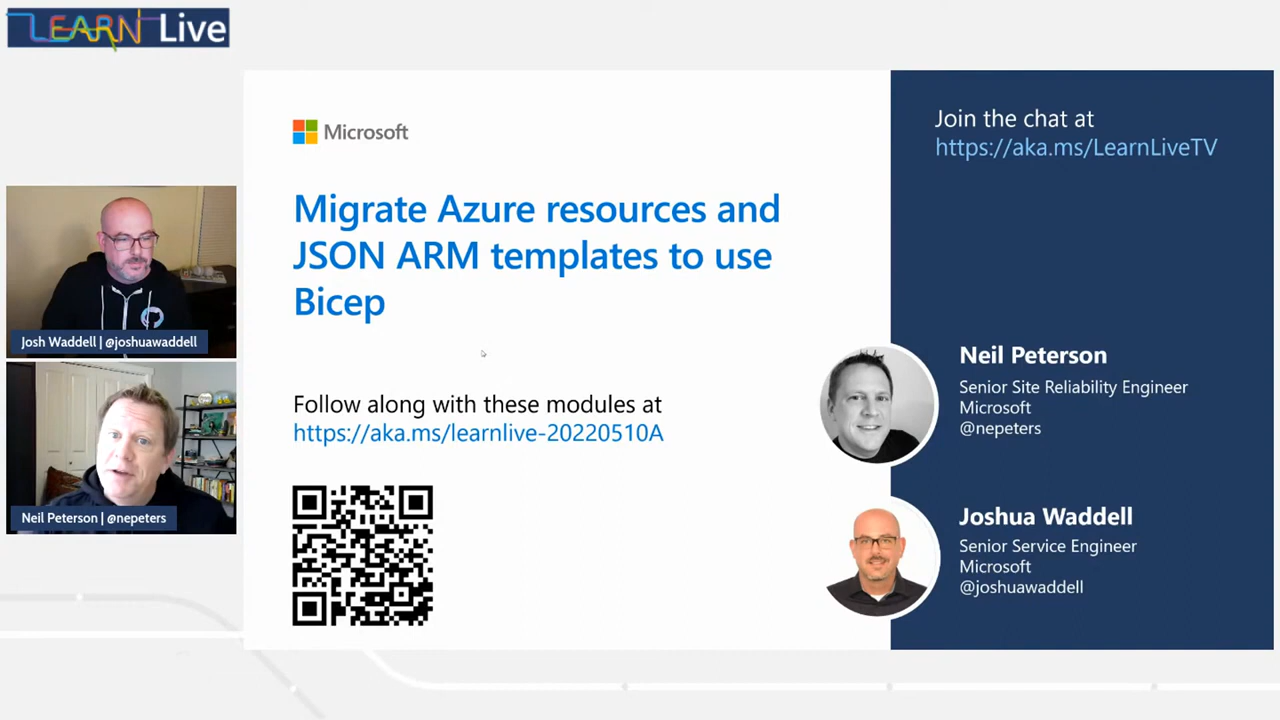 LEARN Live
Microsoft
Migrate Azure resources and
JSON ARM templates to use
Bicep
Follow along with these modules at
https://aka.ms/learnlive-20220510A
Join the chat at
https://aka.ms/LearnLiveTV
Neil Peterson
Senior Site Reliability Engineer
Microsoft
@nepeters
Joshua Waddell
Senior Service Engineer
Microsoft
@joshuawaddell
Josh Waddell | @joshuawaddell
Neil Peterson | @nepeters